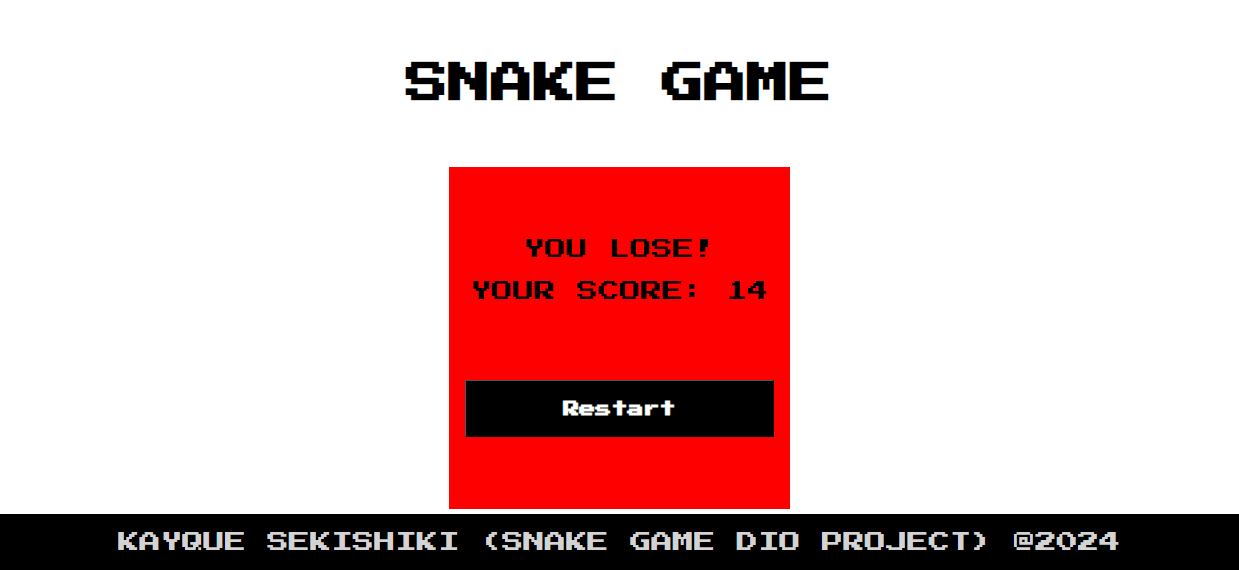 SNAKE GAME
YOU LOSE!
YOUR SCORE: 14
Restart
KAYQUE SEKISHIKI (SNAKE GAME DIO PROJECT) @2024